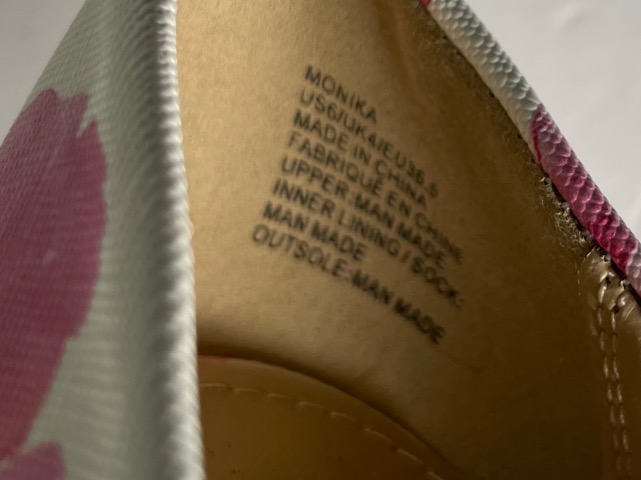 MONIKA
US6/UK4/EU36.5
MADE IN CHINA
FABRIQUÉ EN CHINE
UPPER: MAN MADE
INNER LINING / SOCK:
MAN MADE
OUTSOLE: MAN MADE